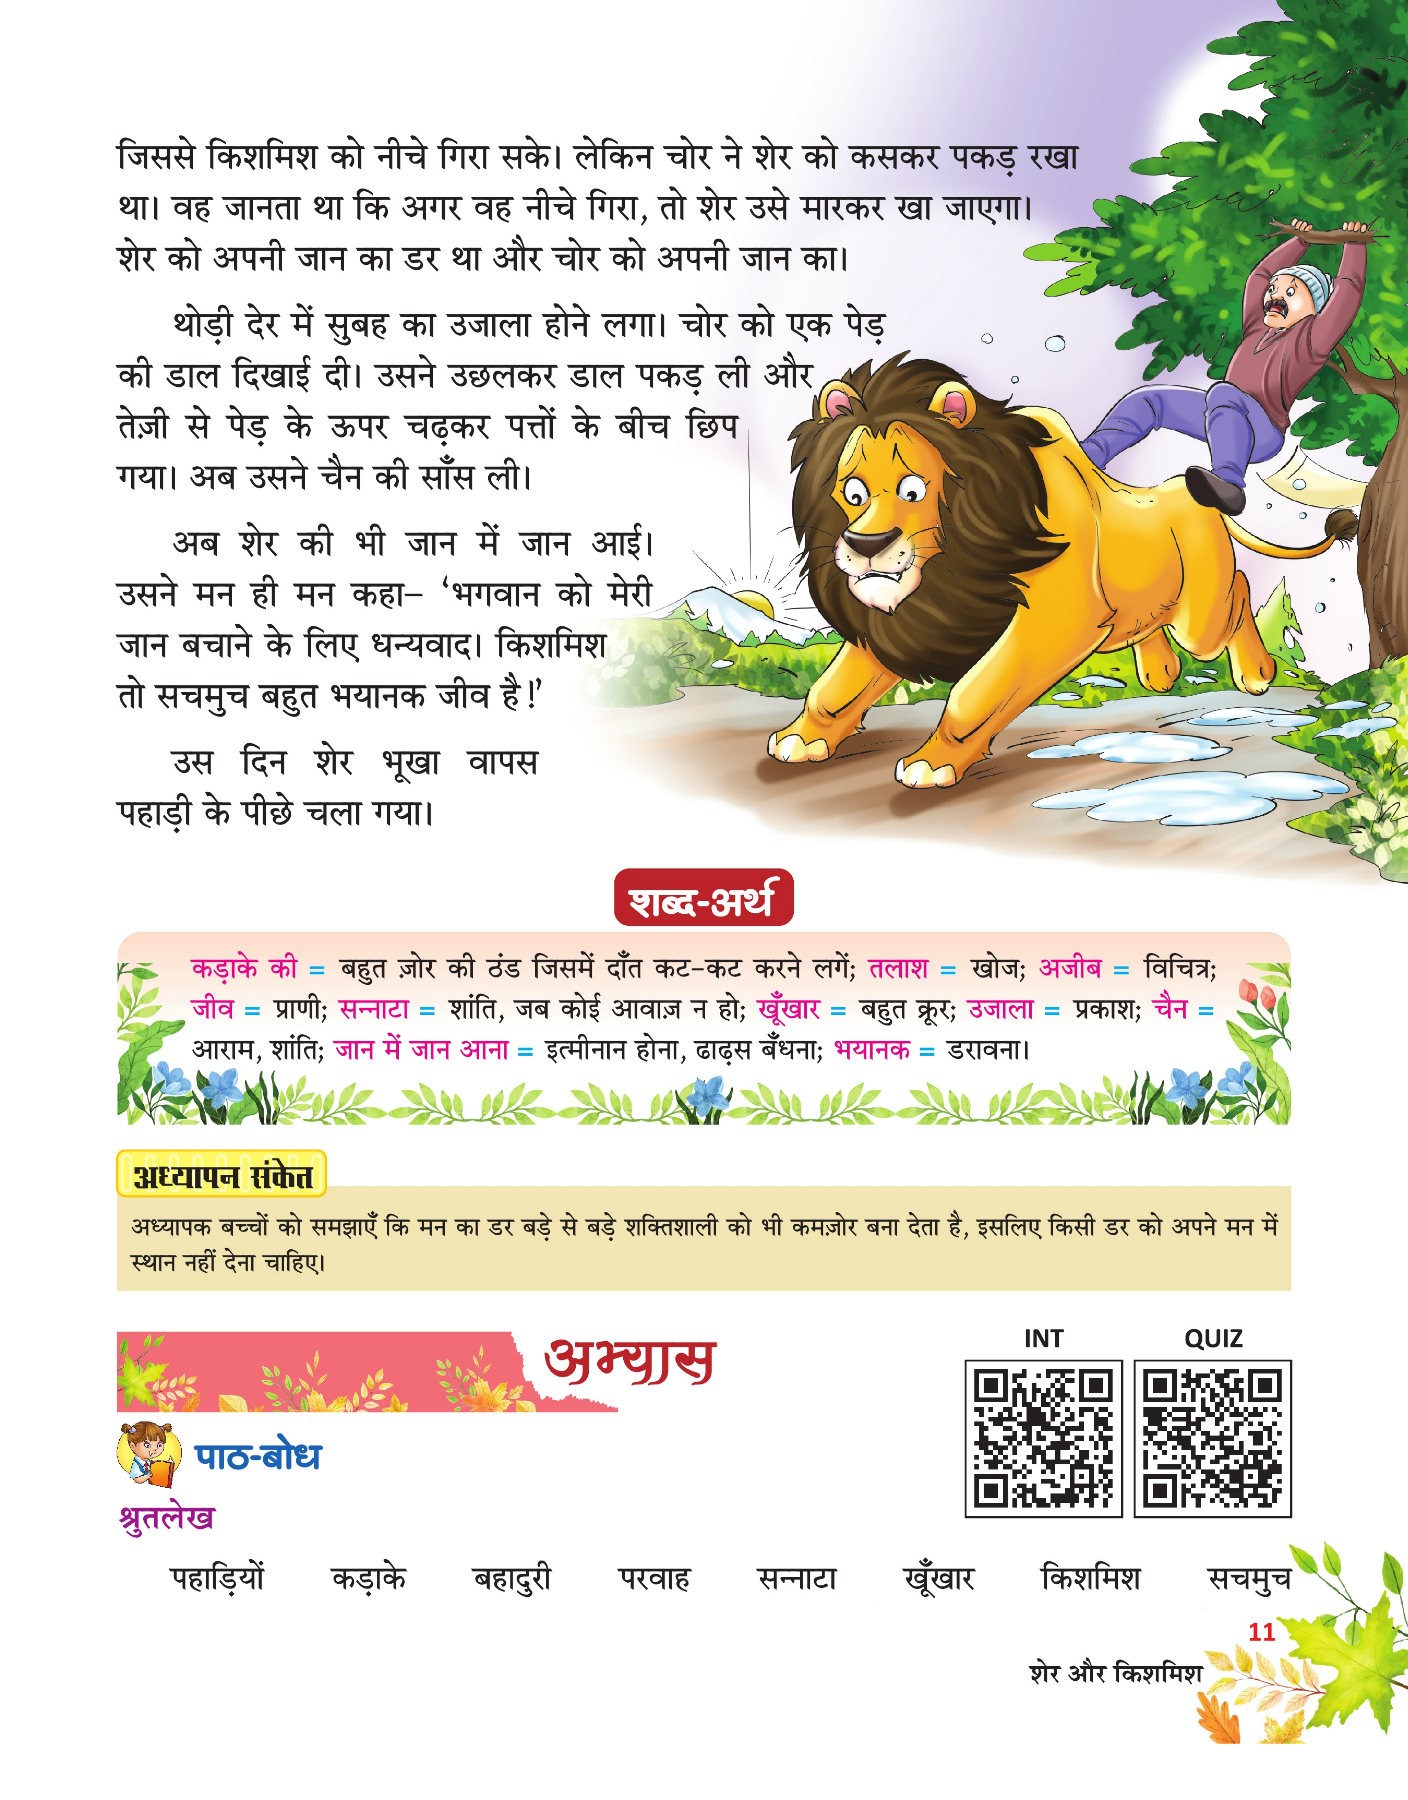 जिससे किशमिश को नीचे गिरा सके। लेकिन चोर ने शेर को कसकर पकड़ रखा
था। वह जानता था कि अगर वह नीचे गिरा, तो शेर उसे मारकर खा जाएगा।
शेर को अपनी जान का डर था और चोर को अपनी जान का।
थोड़ी देर में सुबह का उजाला होने लगा। चोर को एक पेड़
की डाल दिखाई दी। उसने उछलकर डाल पकड़ ली और
तेज़ी से पेड़ के ऊपर चढ़कर पत्तों के बीच छिप
गया। अब उसने चैन की साँस ली।
अब शेर की भी जान में जान आई।
उसने मन ही मन कहा– ‘भगवान को मेरी
जान बचाने के लिए धन्यवाद। किशमिश
तो सचमुच बहुत भयानक जीव है!’
उस दिन शेर भूखा वापस
पहाड़ी के पीछे चला गया।
शब्द-अर्थ
कड़ाके की = बहुत ज़ोर की ठंड जिसमें दाँत कट-कट करने लगें; तलाश = खोज; अजीब = विचित्र;
जीव = प्राणी; सन्नाटा = शांति, जब कोई आवाज़ न हो; खूँखार = बहुत क्रूर; उजाला = प्रकाश; चैन =
आराम, शांति; जान में जान आना = इत्मीनान होना, ढाढ़स बँधना; भयानक = डरावना।
अध्यापन संकेत
अध्यापक बच्चों को समझाएँ कि मन का डर बड़े से बड़े शक्तिशाली को भी कमज़ोर बना देता है, इसलिए किसी डर को अपने मन में
स्थान नहीं देना चाहिए।
अभ्यास
INT QUIZ
पाठ-बोध
श्रुतलेख
पहाड़ियों कड़ाके बहादुरी परवाह सन्नाटा खूँखार किशमिश सचमुच
11
शेर और किशमिश